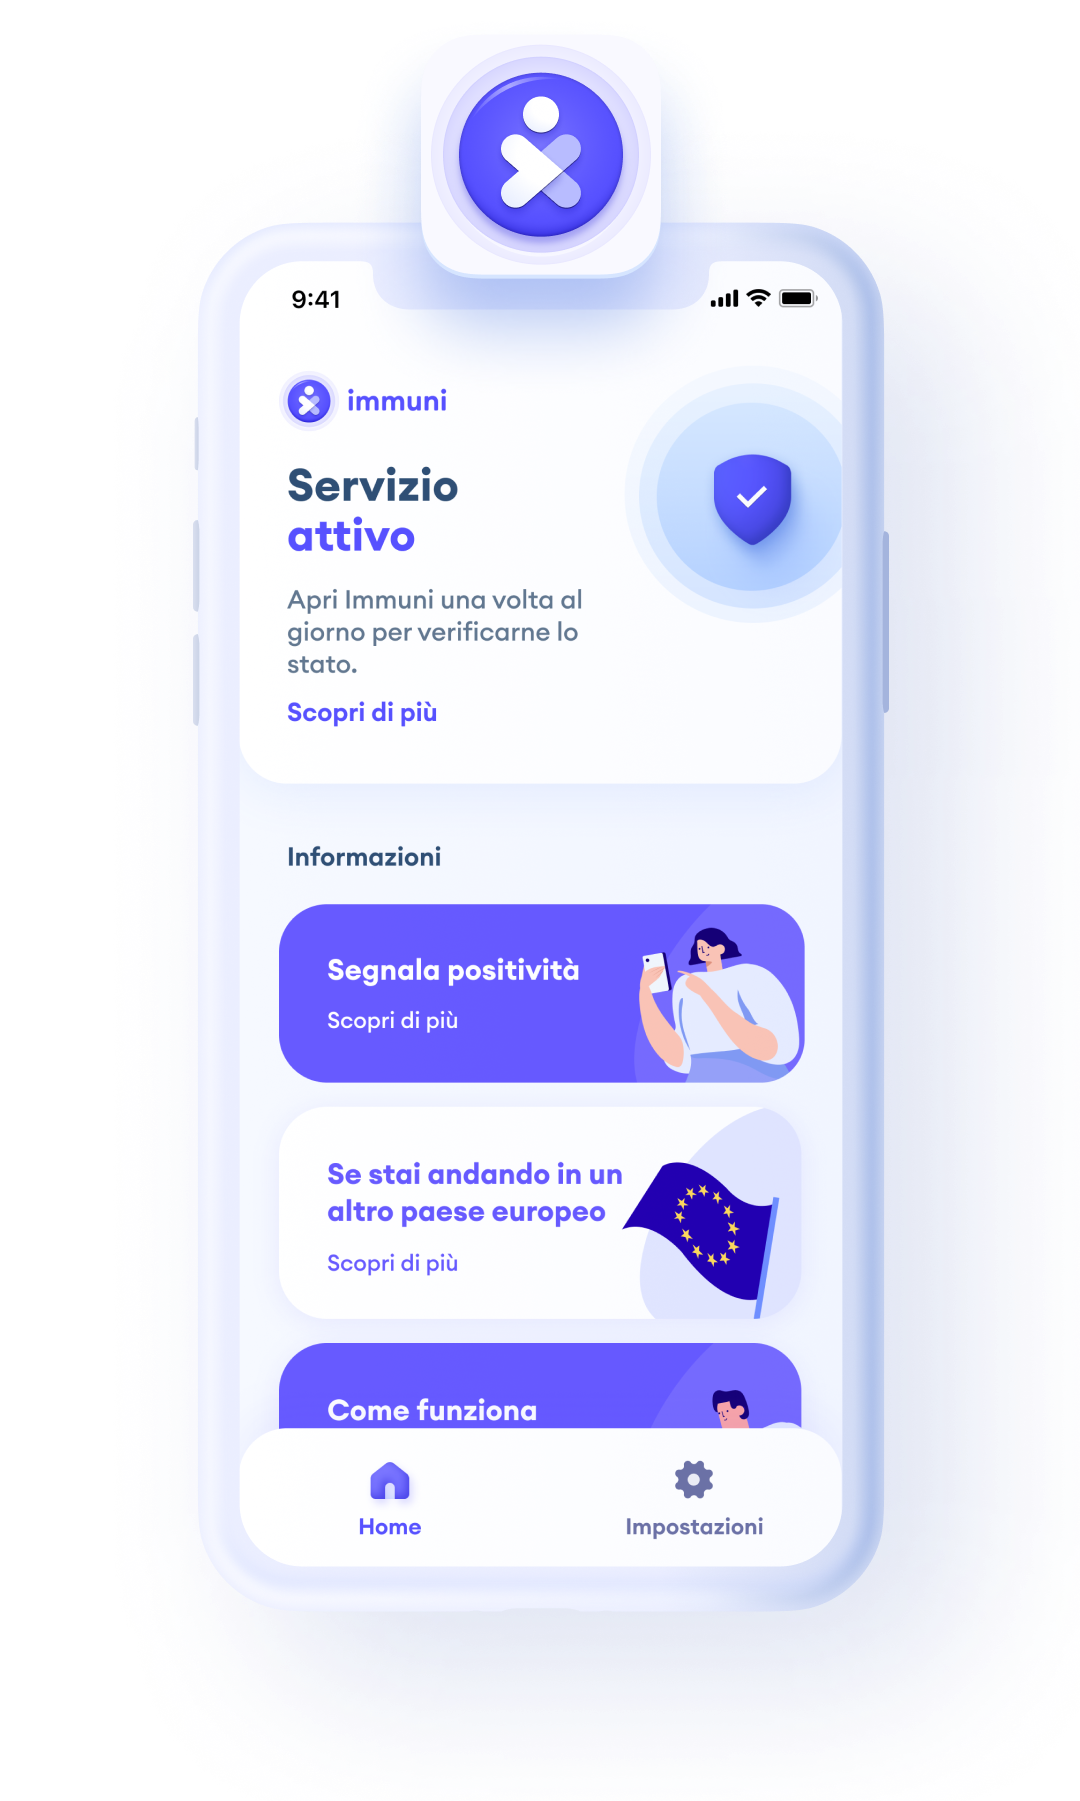 9:41
immuni
Servizio
attivo
Apri Immuni una volta al
giorno per verificarne lo
stato.
Scopri di più
Informazioni
Segnala positività
Scopri di più
Se stai andando in un
altro paese europeo
Scopri di più
Come funziona
Home
Impostazioni